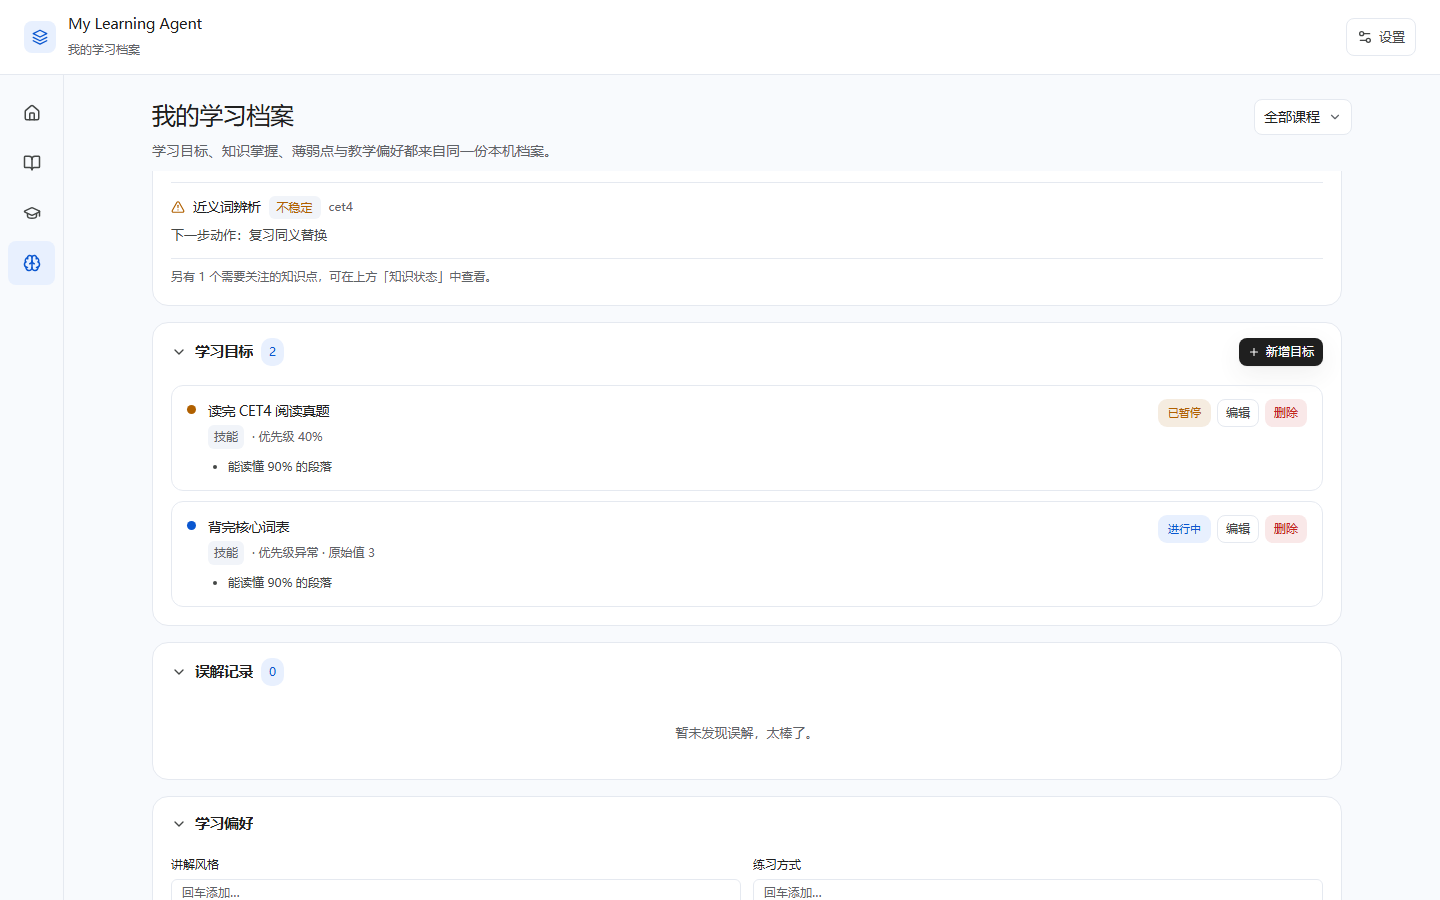 My Learning Agent
我的学习档案
设置
我的学习档案
全部课程
学习目标、知识掌握、薄弱点与教学偏好都来自同一份本机档案。
近义词辨析 不稳定 cet4
下一步动作：复习同义替换
另有 1 个需要关注的知识点，可在上方「知识状态」中查看。
学习目标 2
+ 新增目标
读完 CET4 阅读真题
已暂停 编辑 删除
技能 · 优先级 40%
• 能读懂 90% 的段落
背完核心词表
进行中 编辑 删除
技能 · 优先级异常 · 原始值 3
• 能读懂 90% 的段落
误解记录 0
暂未发现误解，太棒了。
学习偏好
讲解风格
练习方式
回车添加...
回车添加...